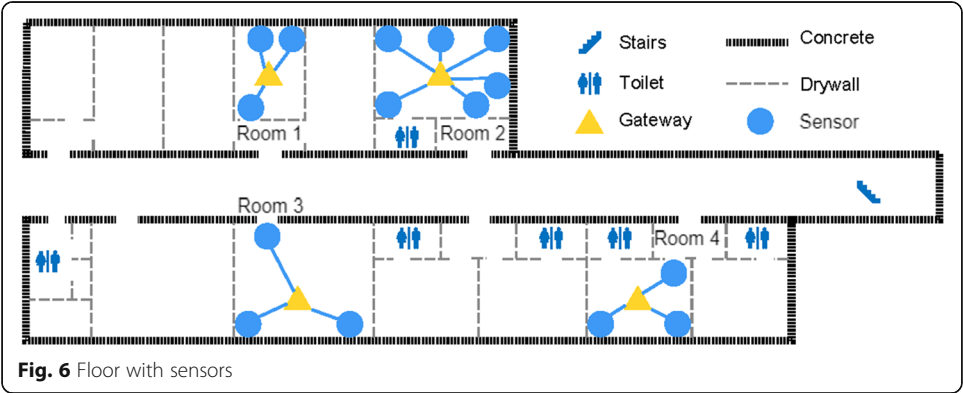 Stairs
Concrete
Toilet
Drywall
Gateway
Sensor
Room 1
Room 2
Room 3
Room 4
Fig. 6 Floor with sensors